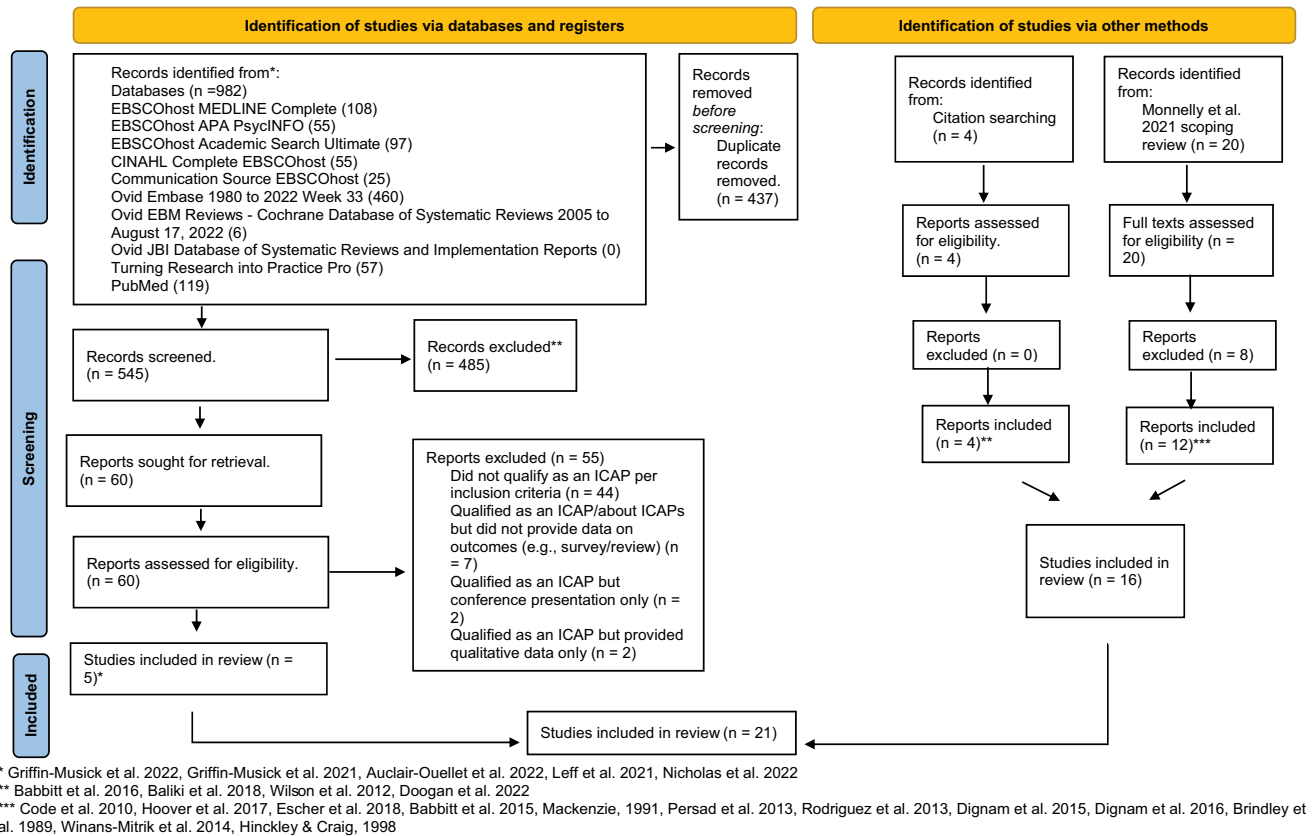 Identification of studies via databases and registers
Identification of studies via other methods
Identification
Records identified from*:
Databases (n =982)
EBSCOhost MEDLINE Complete (108)
EBSCOhost APA PsycINFO (55)
EBSCOhost Academic Search Ultimate (97)
CINAHL Complete EBSCOhost (55)
Communication Source EBSCOhost (25)
Ovid Embase 1980 to 2022 Week 33 (460)
Ovid EBM Reviews - Cochrane Database of Systematic Reviews 2005 to
August 17, 2022 (6)
Ovid JBI Database of Systematic Reviews and Implementation Reports (0)
Turning Research into Practice Pro (57)
PubMed (119)
Records
removed
before
screening:
Duplicate
records
removed.
(n = 437)
Records identified
from:
Citation searching
(n = 4)
Records identified
from:
Monnelly et al.
2021 scoping
review (n = 20)
Screening
Records screened.
(n = 545)
Records excluded**
(n = 485)
Reports sought for retrieval.
(n = 60)
Reports assessed for eligibility.
(n = 60)
Reports excluded (n = 55)
Did not qualify as an ICAP per
inclusion criteria (n = 44)
Qualified as an ICAP/about ICAPs
but did not provide data on
outcomes (e.g., survey/review) (n
= 7)
Qualified as an ICAP but
conference presentation only (n =
2)
Qualified as an ICAP but provided
qualitative data only (n = 2)
Reports assessed
for eligibility.
(n = 4)
Full texts assessed
for eligibility (n =
20)
Reports
excluded (n = 0)
Reports
excluded (n = 8)
Reports included
(n = 4)**
Reports included
(n = 12)***
Studies included in
review (n = 16)
Included
Studies included in review (n =
5)*
Studies included in review (n = 21)
* Griffin-Musick et al. 2022, Griffin-Musick et al. 2021, Auclair-Ouellet et al. 2022, Leff et al. 2021, Nicholas et al. 2022
** Babbitt et al. 2016, Baliki et al. 2018, Wilson et al. 2012, Doogan et al. 2022
*** Code et al. 2010, Hoover et al. 2017, Escher et al. 2018, Babbitt et al. 2015, Mackenzie, 1991, Persad et al. 2013, Rodriguez et al. 2013, Dignam et al. 2015, Dignam et al. 2016, Brindley et
al. 1989, Winans-Mitrik et al. 2014, Hinckley & Craig, 1998